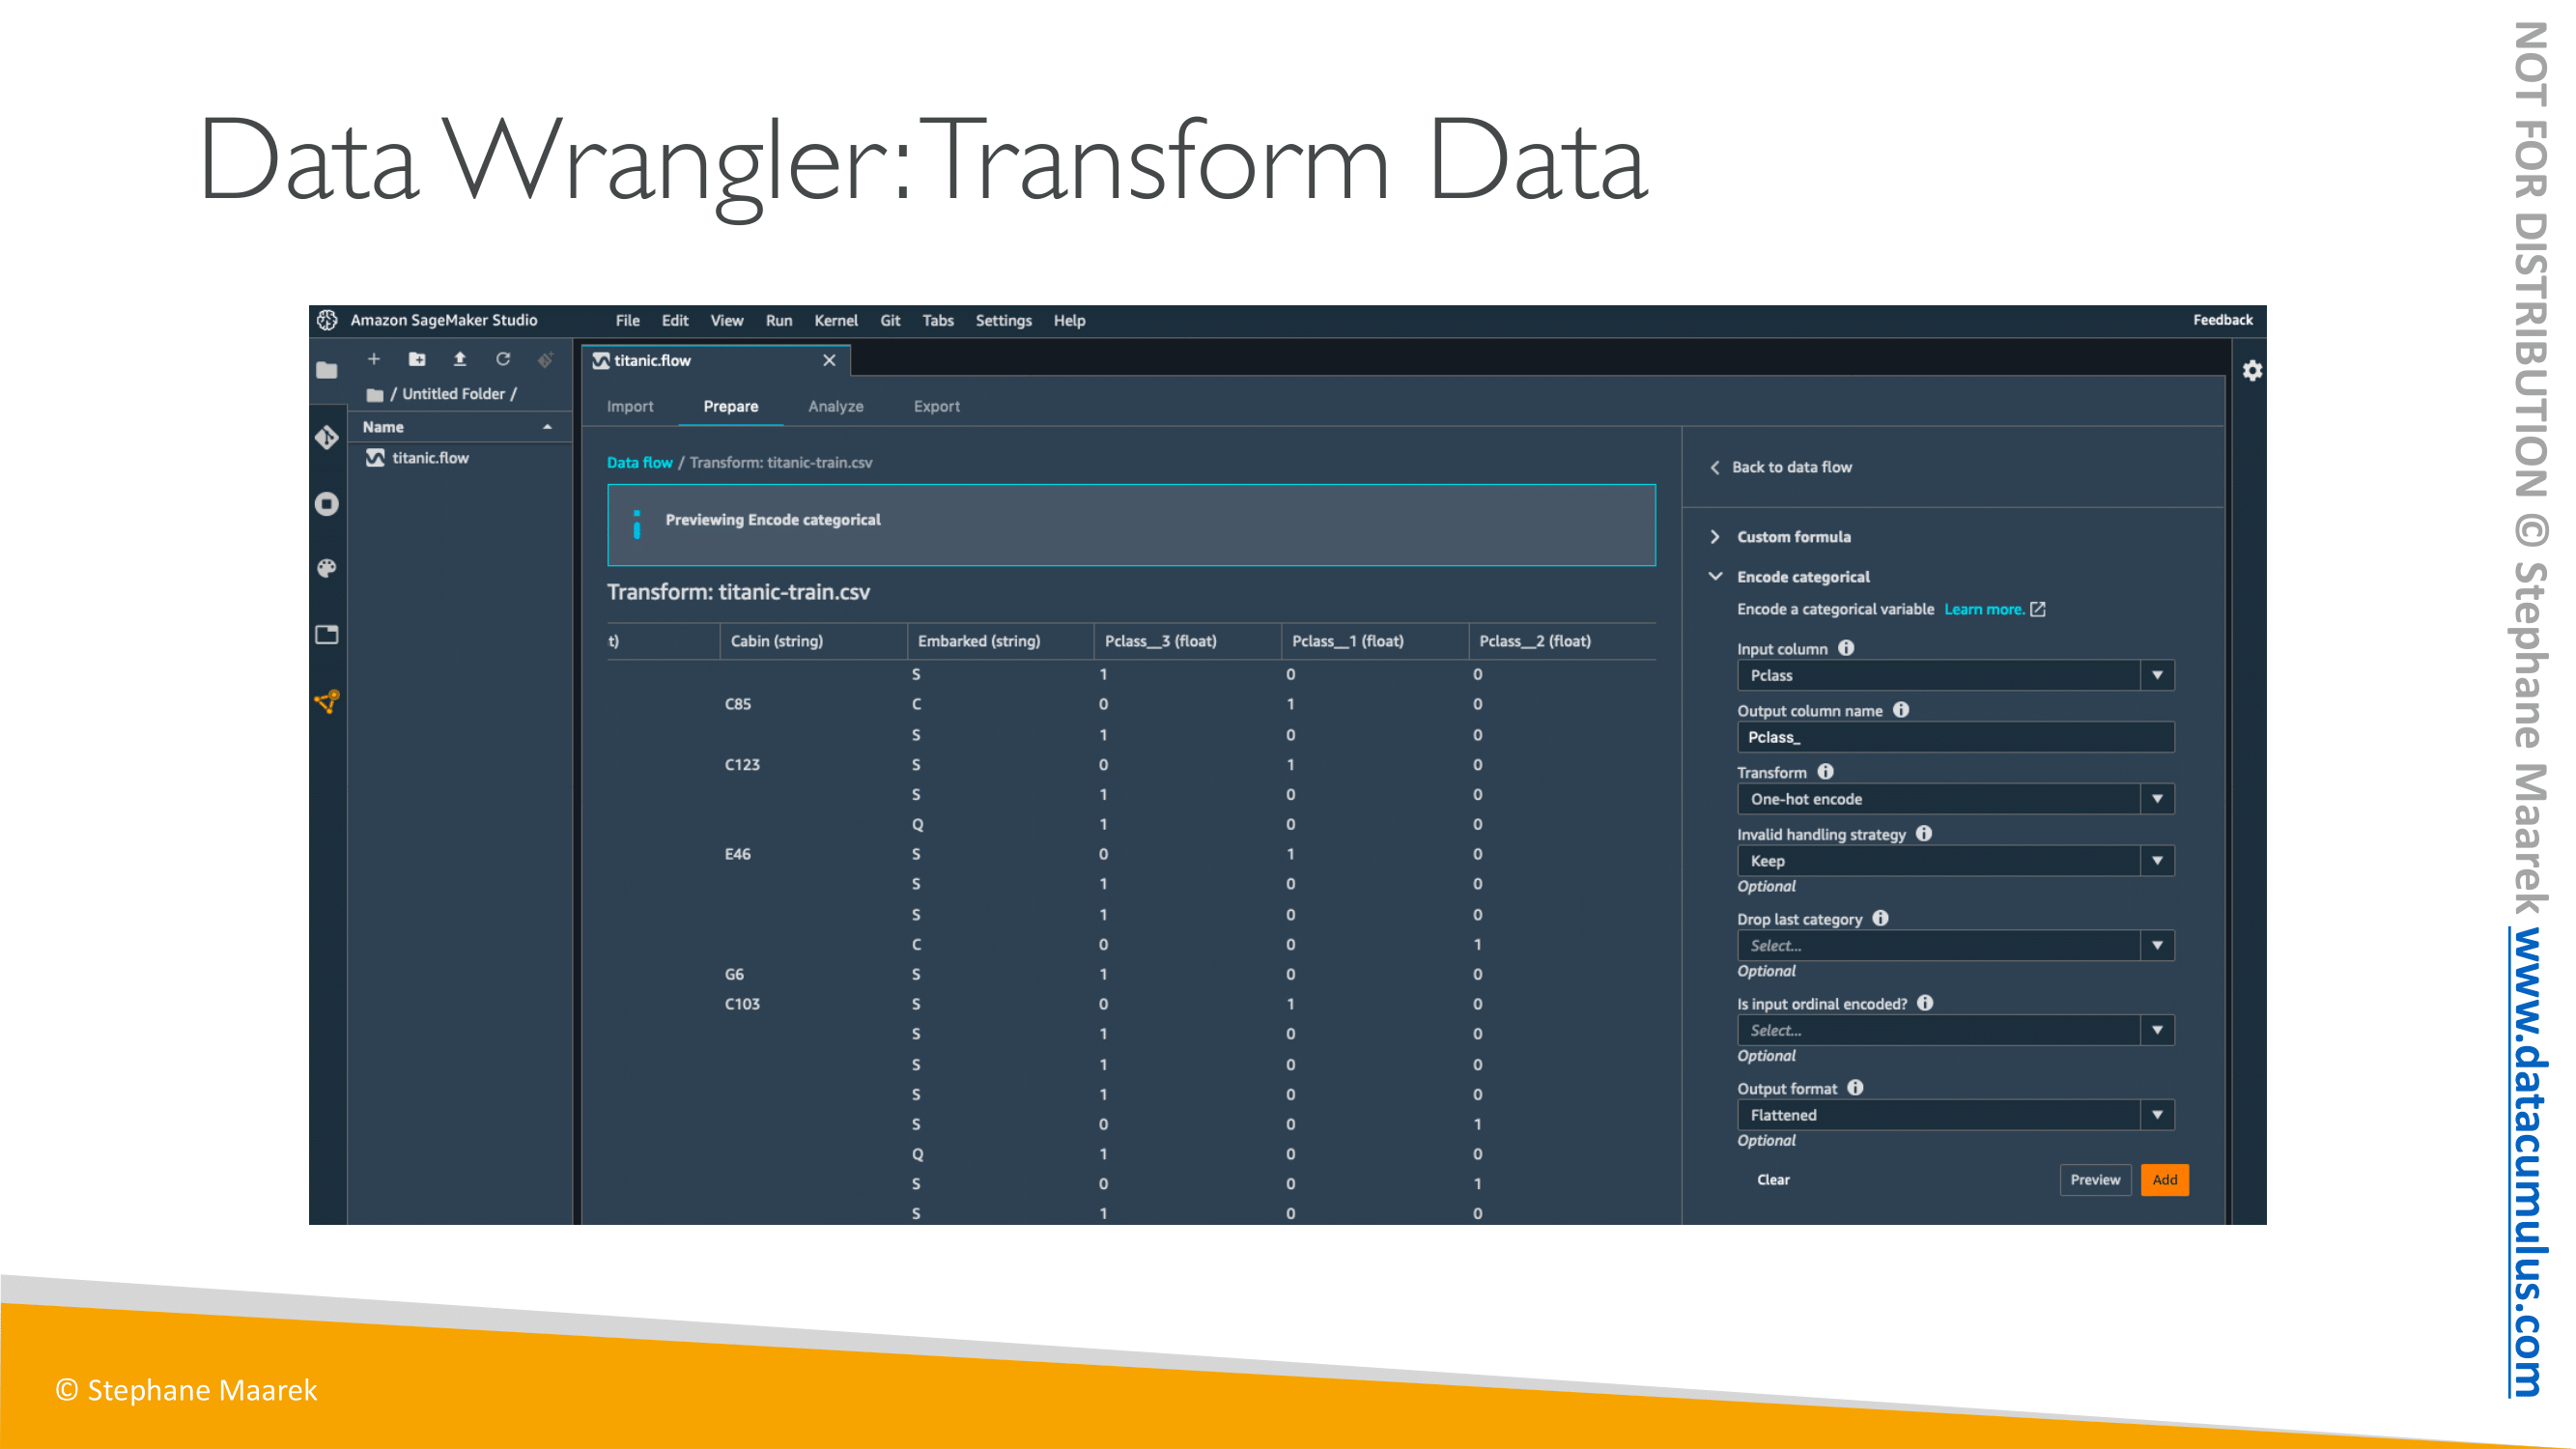 Data Wrangler: Transform Data
Amazon SageMaker Studio File Edit View Run Kernel Git Tabs Settings Help Feedback
/ Untitled Folder /
Name
titanic.flow
titanic.flow
Import Prepare Analyze Export
Data flow / Transform: titanic-train.csv
Previewing Encode categorical
Transform: titanic-train.csv
t) Cabin (string) Embarked (string) Pclass__3 (float) Pclass__1 (float) Pclass__2 (float)
S 1 0 0
C85 C 0 1 0
S 1 0 0
C123 S 0 1 0
S 1 0 0
Q 1 0 0
E46 S 0 1 0
S 1 0 0
S 1 0 0
C 0 0 1
G6 S 1 0 0
C103 S 0 1 0
S 1 0 0
S 1 0 0
S 1 0 0
S 0 0 1
Q 1 0 0
S 0 0 1
S 1 0 0
Back to data flow
Custom formula
Encode categorical
Encode a categorical variable Learn more.
Input column
Pclass
Output column name
Pclass_
Transform
One-hot encode
Invalid handling strategy
Keep
Optional
Drop last category
Select...
Optional
Is input ordinal encoded?
Select...
Optional
Output format
Flattened
Optional
Clear Preview Add
© Stephane Maarek
NOT FOR DISTRIBUTION © Stephane Maarek www.datacumulus.com